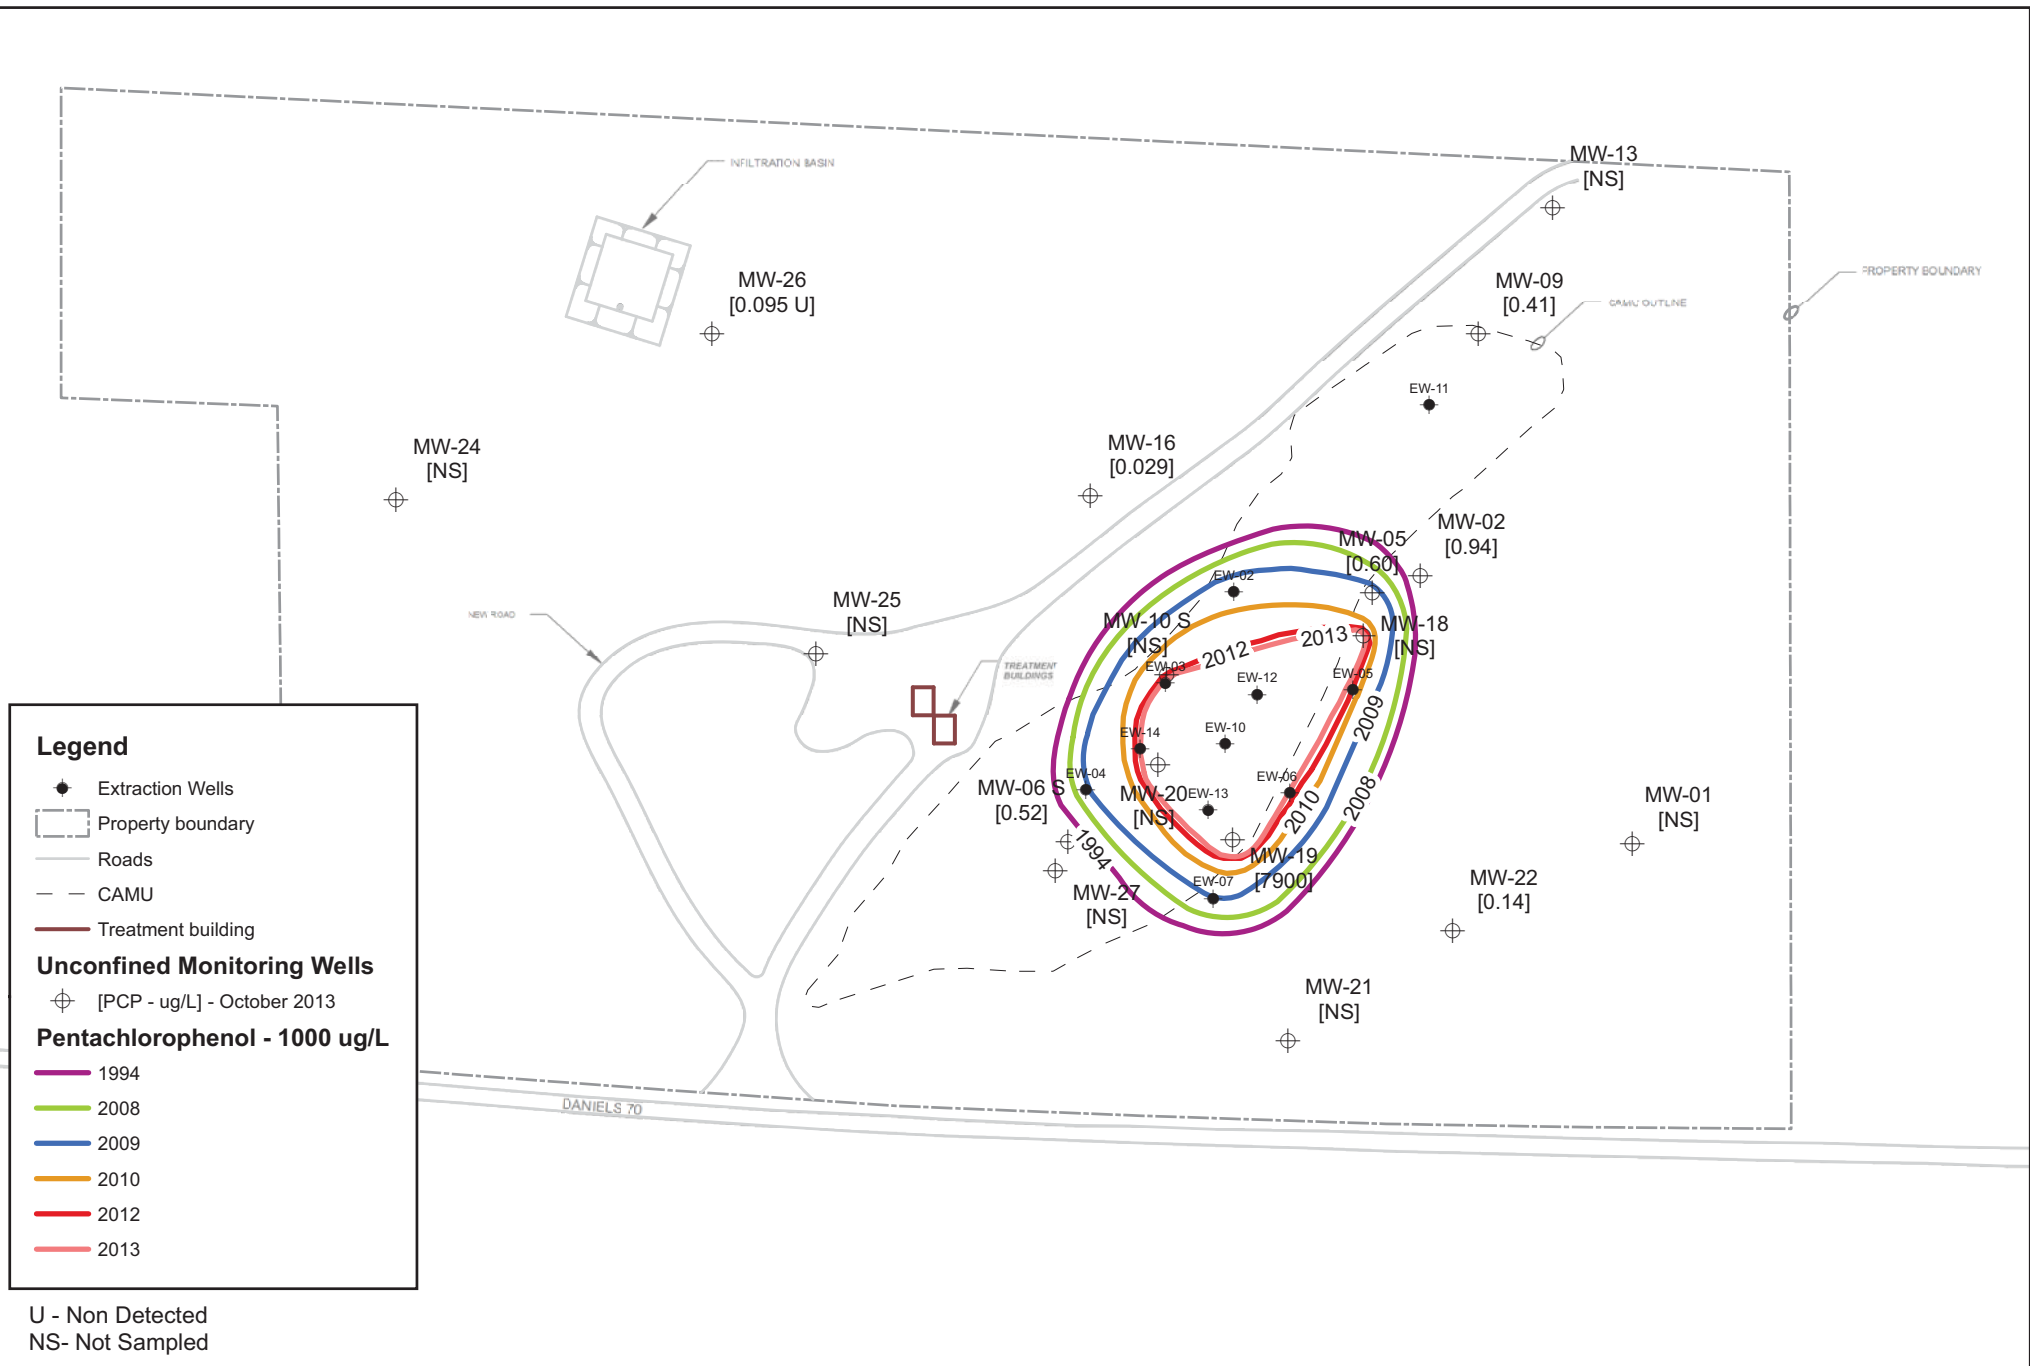 MW-13
[NS]
INFILTRATION BASIN
MW-26
[0.095 U]
MW-09
[0.41]
PROPERTY BOUNDARY
CAMU OUTLINE
EW-11
MW-24
[NS]
MW-16
[0.029]
MW-02
[0.94]
MW-05
[0.60]
EW-02
MW-25
[NS]
NEW ROAD
MW-10 S
[NS]
MW-18
[NS]
2012
2013
EW-03
TREATMENT
BUILDINGS
EW-12
EW-05
2009
EW-14
EW-10
EW-04
EW-06
MW-06 S
[0.52]
MW-20
[NS]
EW-13
2010
2008
MW-01
[NS]
1994
MW-19
[7900]
EW-07
MW-27
[NS]
MW-22
[0.14]
MW-21
[NS]
DANIELS 70
Legend
Extraction Wells
Property boundary
Roads
CAMU
Treatment building
Unconfined Monitoring Wells
[PCP - ug/L] - October 2013
Pentachlorophenol - 1000 ug/L
1994
2008
2009
2010
2012
2013
U - Non Detected
NS- Not Sampled